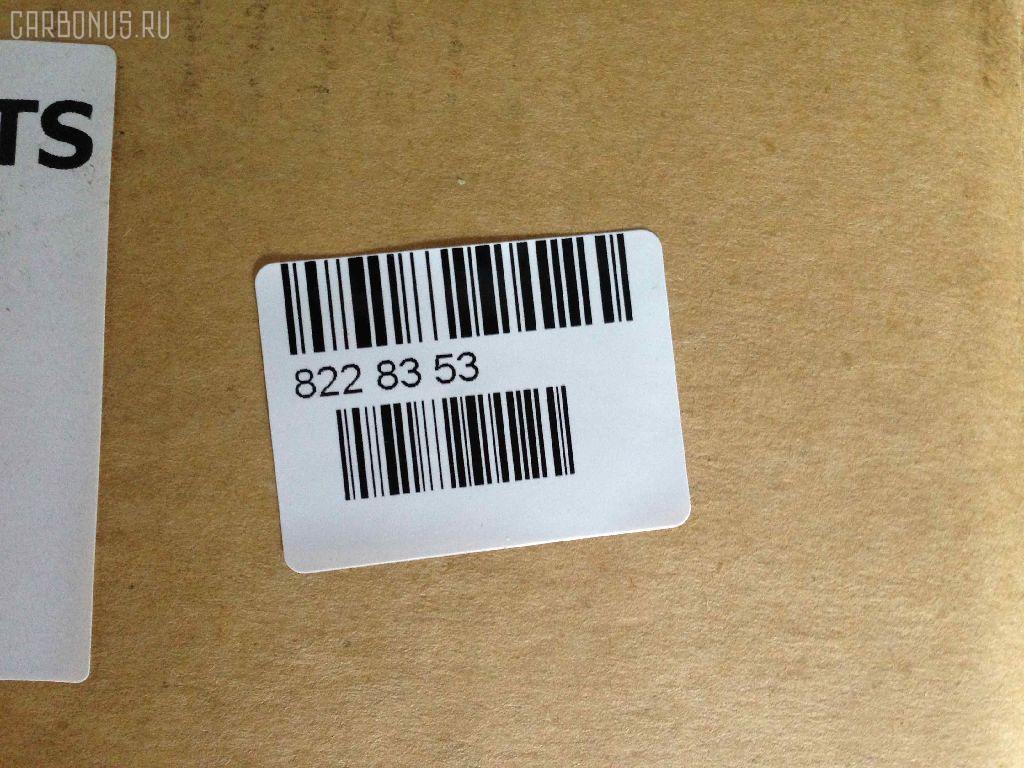 CARBONUS.RU
TS
822 83 53